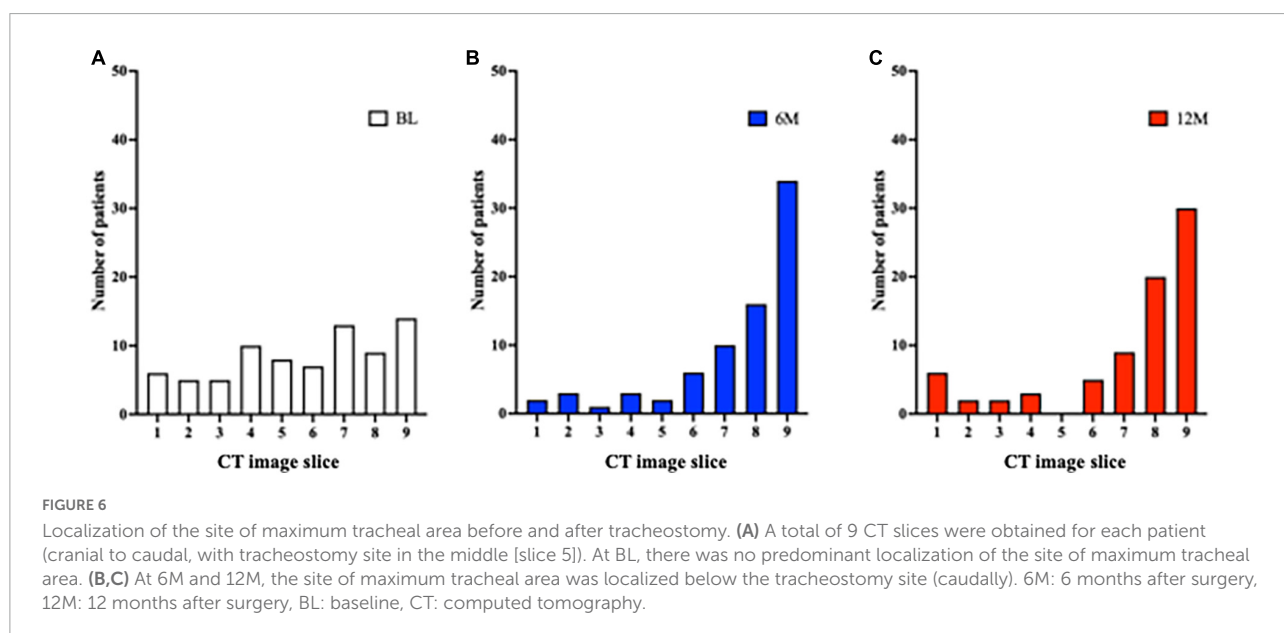 A
50
40
30
20
10
0
Number of patients
BL
1 2 3 4 5 6 7 8 9
CT image slice
B
50
40
30
20
10
0
Number of patients
6M
1 2 3 4 5 6 7 8 9
CT image slice
C
50
40
30
20
10
0
Number of patients
12M
1 2 3 4 5 6 7 8 9
CT image slice
FIGURE 6
Localization of the site of maximum tracheal area before and after tracheostomy. (A) A total of 9 CT slices were obtained for each patient
(cranial to caudal, with tracheostomy site in the middle [slice 5]). At BL, there was no predominant localization of the site of maximum tracheal
area. (B,C) At 6M and 12M, the site of maximum tracheal area was localized below the tracheostomy site (caudally). 6M: 6 months after surgery,
12M: 12 months after surgery, BL: baseline, CT: computed tomography.